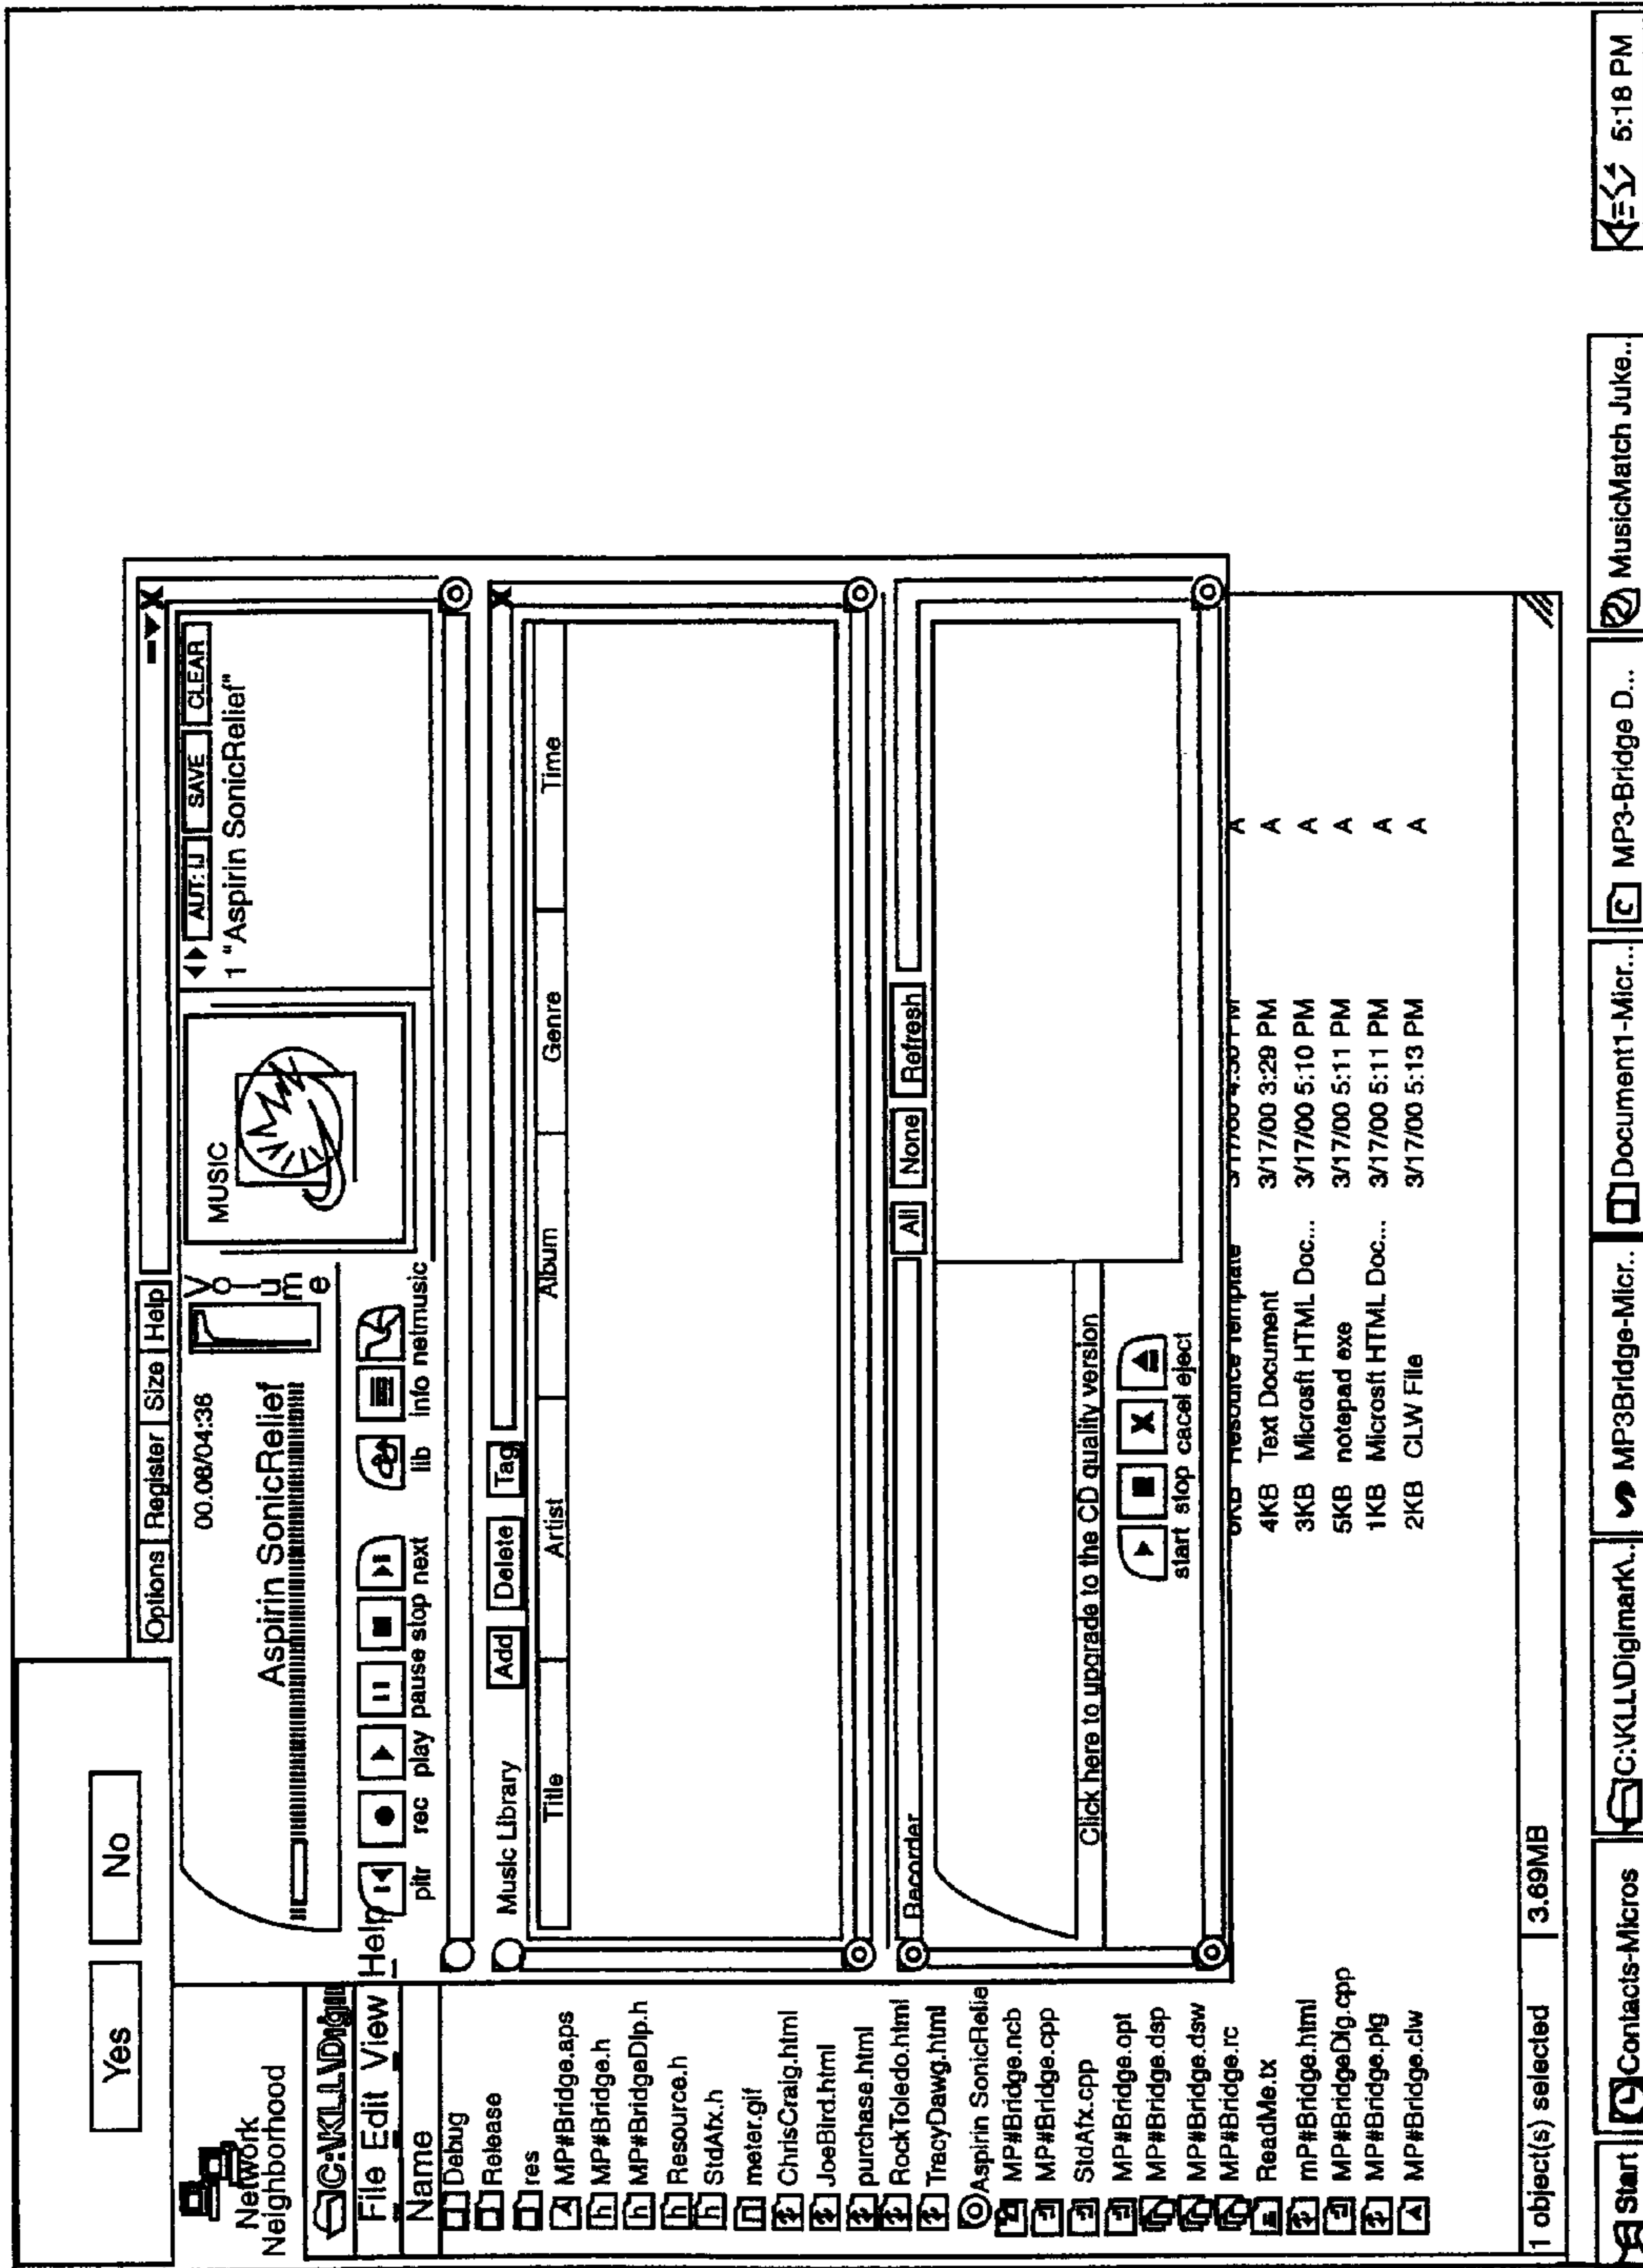 Yes No
Network
Neighborhood
Options Register Size Help
00.08/04:36
Aspirin SonicRelief
Volume
MUSIC
SAVE CLEAR
1 "Aspirin SonicRelief"
pitr rec play pause stop next lib info netmusic
C:\KLL\Digi
File Edit View Help
Name
Debug
Release
res
MP#Bridge.aps
MP#Bridge.h
MP#BridgeDlp.h
Resource.h
StdAfx.h
meter.gif
ChrisCraig.html
JoeBird.html
purchase.html
RockToledo.html
TracyDawg.html
Aspirin SonicRelie
MP#Bridge.ncb
MP#Bridge.cpp
StdAfx.cpp
MP#Bridge.opt
MP#Bridge.dsp
MP#Bridge.dsw
MP#Bridge.rc
ReadMe.tx
mP#Bridge.html
MP#BridgeDlg.cpp
MP#Bridge.plg
MP#Bridge.clw
Music Library Add Delete Tag
Title Artist Album Genre Time
Recorder All None Refresh
Click here to upgrade to the CD quality version
start stop cacel eject
6KB Resource Template 3/17/00 4:50 PM A
4KB Text Document 3/17/00 3:29 PM A
3KB Microsft HTML Doc... 3/17/00 5:10 PM A
5KB notepad exe 3/17/00 5:11 PM A
1KB Microsft HTML Doc... 3/17/00 5:11 PM A
2KB CLW File 3/17/00 5:13 PM A
1 object(s) selected 3.69MB
Start Contacts-Micros C:\KLL\Digimark\.. MP3Bridge-Micr.. Document1-Micr... MP3-Bridge D... MusicMatch Juke.. 5:18 PM